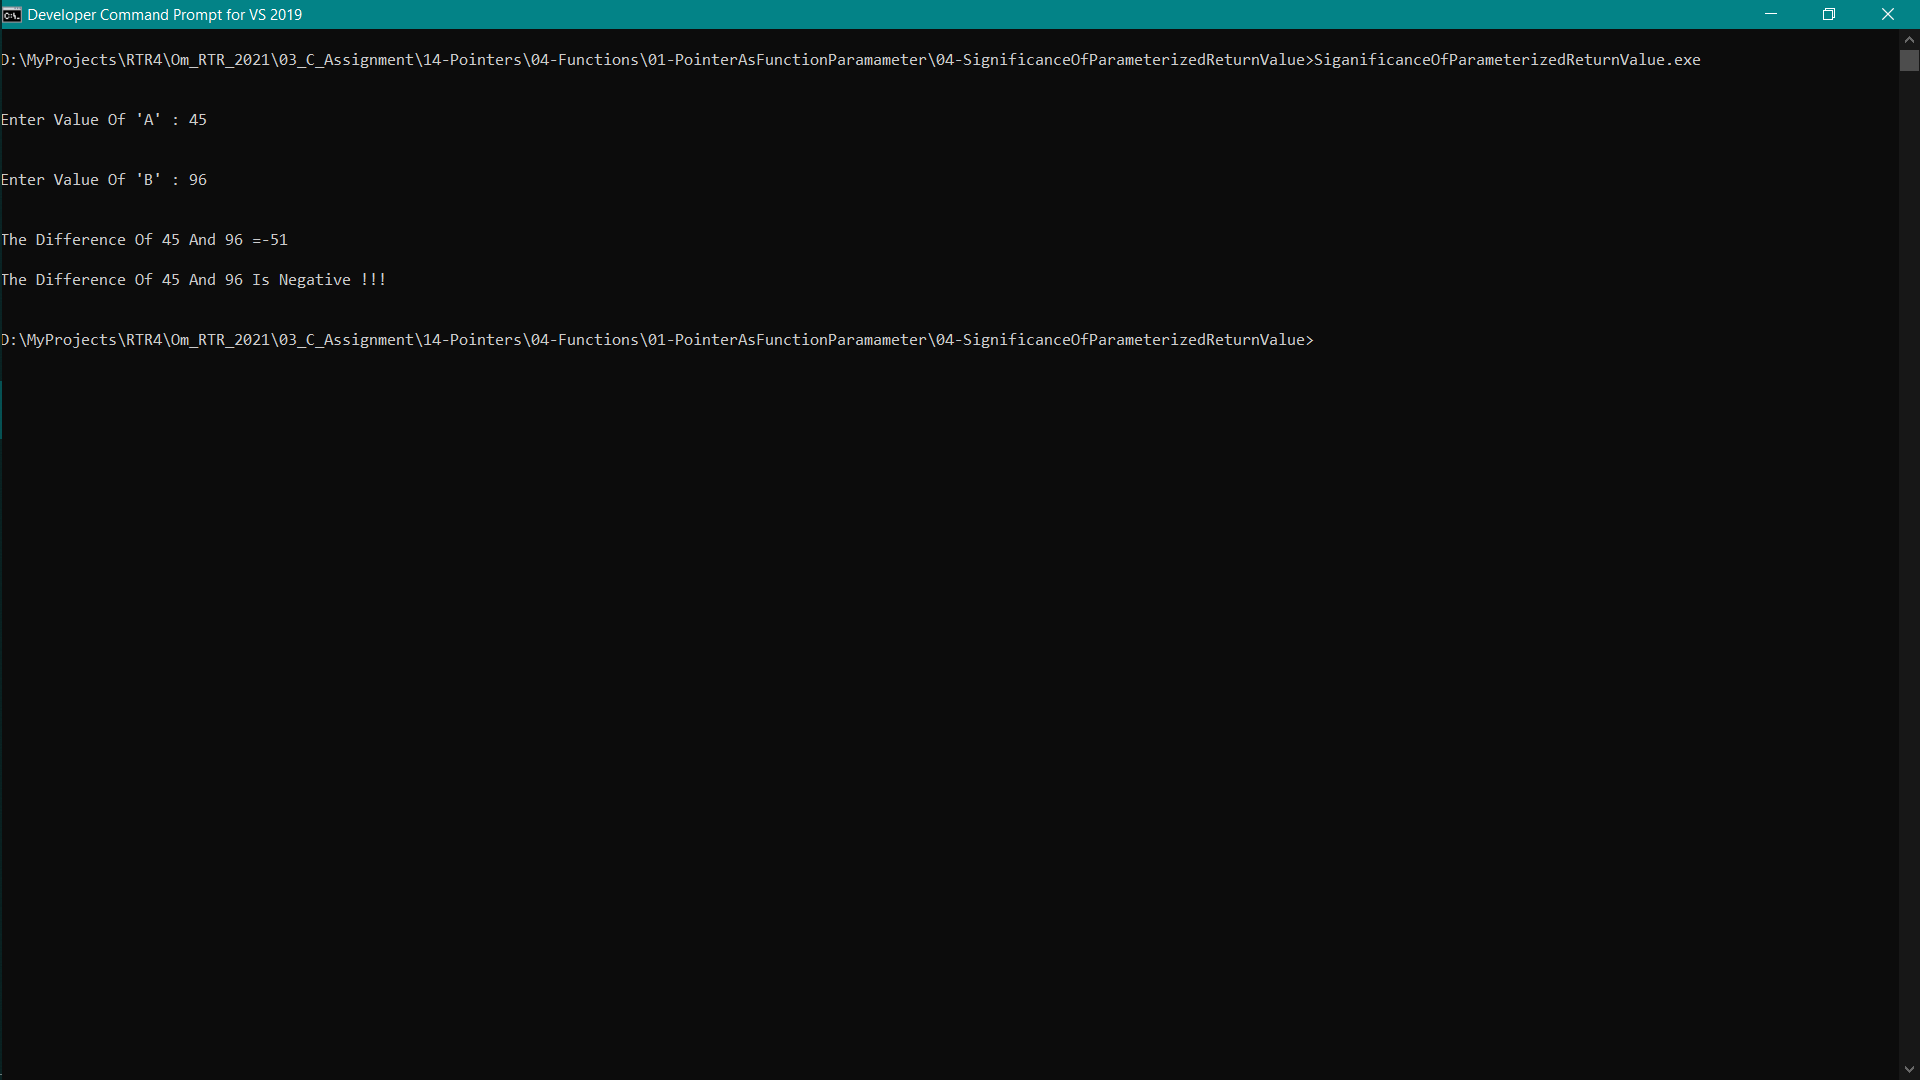 Developer Command Prompt for VS 2019
D:\MyProjects\RTR4\Om_RTR_2021\03_C_Assignment\14-Pointers\04-Functions\01-PointerAsFunctionParamameter\04-SignificanceOfParameterizedReturnValue>SiganificanceOfParameterizedReturnValue.exe
Enter Value Of 'A' : 45
Enter Value Of 'B' : 96
The Difference Of 45 And 96 =-51
The Difference Of 45 And 96 Is Negative !!!
D:\MyProjects\RTR4\Om_RTR_2021\03_C_Assignment\14-Pointers\04-Functions\01-PointerAsFunctionParamameter\04-SignificanceOfParameterizedReturnValue>